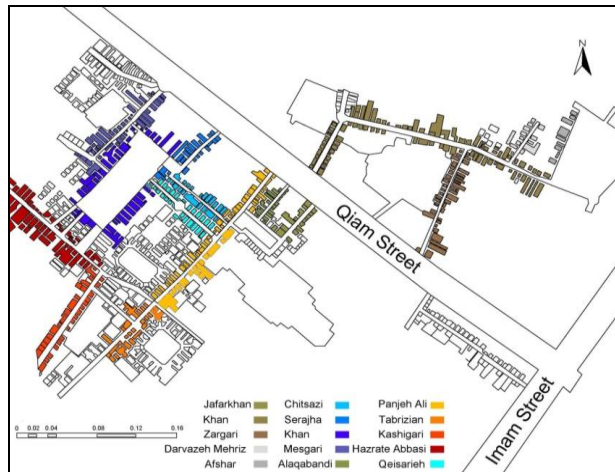 N
Qiam Street
Imam Street
Jafarkhan Chitsazi Panjeh Ali
Khan Serajha Tabrizian
Zargari Khan Kashigari
Darvazeh Mehriz Mesgari Hazrate Abbasi
Afshar Alaqabandi Qeisarieh
0 0.02 0.04 0.08 0.12 0.16